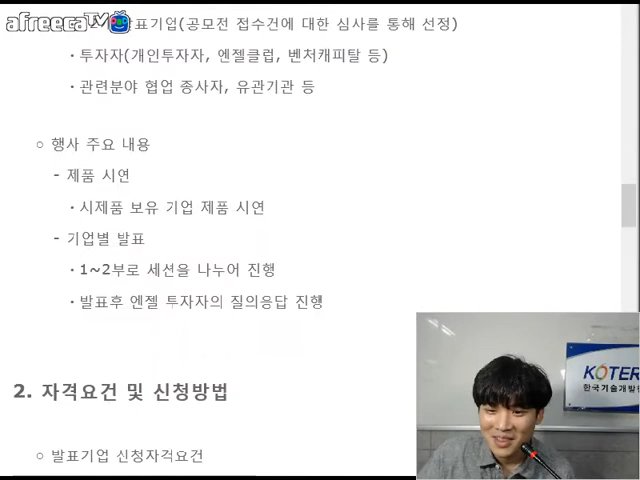 afreecaTV
표기업(공모전 접수건에 대한 심사를 통해 선정)
· 투자자(개인투자자, 엔젤클럽, 벤처캐피탈 등)
· 관련분야 협업 종사자, 유관기관 등
○ 행사 주요 내용
- 제품 시연
· 시제품 보유 기업 제품 시연
- 기업별 발표
· 1~2부로 세션을 나누어 진행
· 발표후 엔젤 투자자의 질의응답 진행
2. 자격요건 및 신청방법
○ 발표기업 신청자격요건
KOTER
한국기술개발